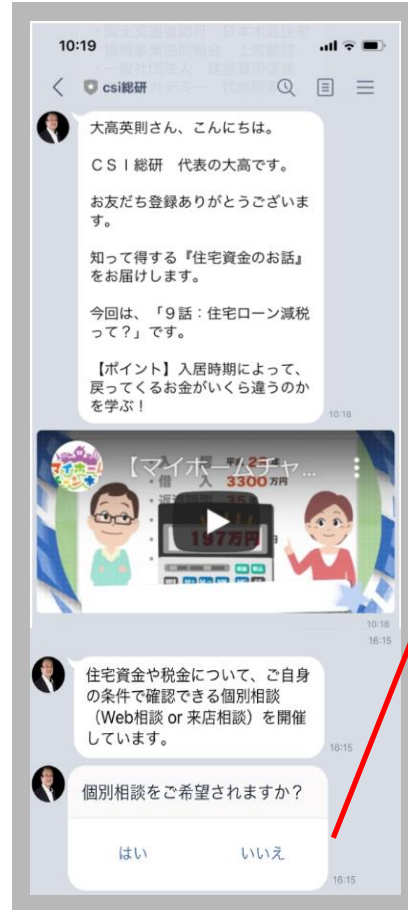 10:19
csi総研
大高英則さん、こんにちは。
ＣＳＩ総研　代表の大高です。
お友だち登録ありがとうございま
す。
知って得する『住宅資金のお話』
をお届けします。
今回は、「９話：住宅ローン減税
って？」です。
【ポイント】入居時期によって、
戻ってくるお金がいくら違うのか
を学ぶ！
10:18
【マイホームチャ...
借　入　3300万円
197万円
10:18
16:15
住宅資金や税金について、ご自身
の条件で確認できる個別相談
（Web相談 or 来店相談）を開催
しています。
16:15
個別相談をご希望されますか？
はい　いいえ
16:15